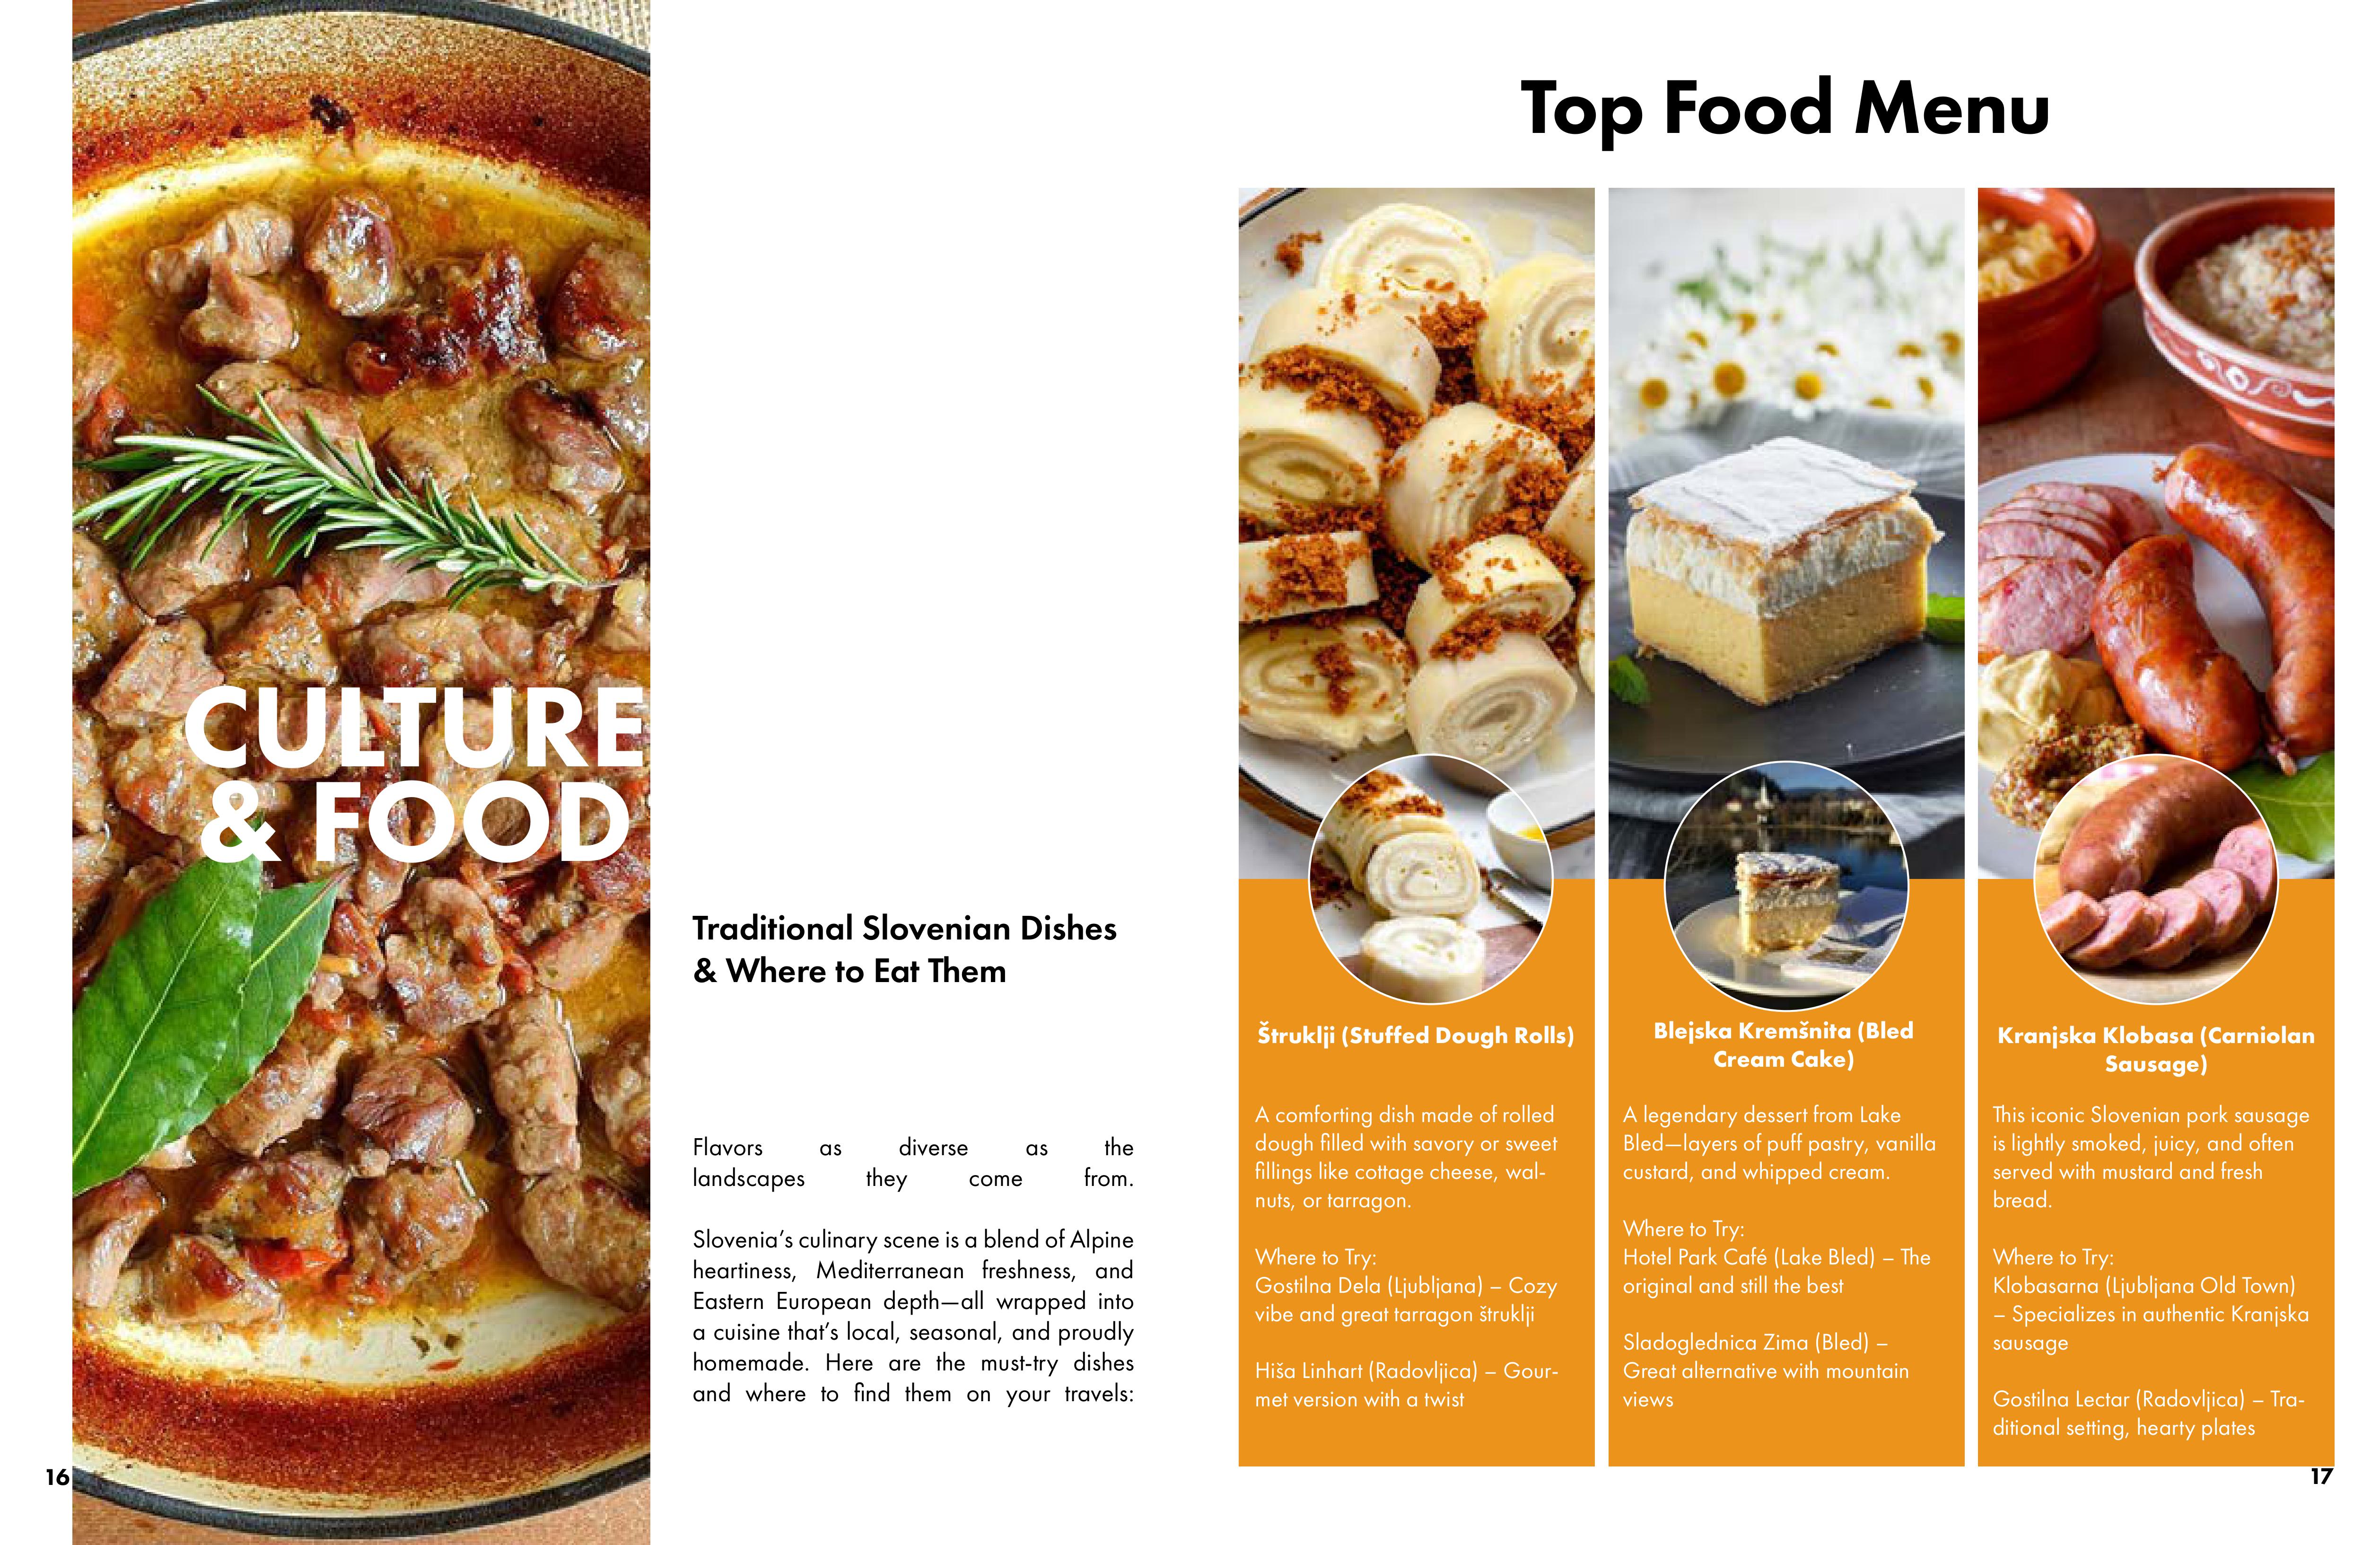 CULTURE
& FOOD
Traditional Slovenian Dishes
& Where to Eat Them
Flavors as diverse as the
landscapes they come from.
Slovenia’s culinary scene is a blend of Alpine
heartiness, Mediterranean freshness, and
Eastern European depth—all wrapped into
a cuisine that’s local, seasonal, and proudly
homemade. Here are the must-try dishes
and where to find them on your travels:
16
Top Food Menu
Štruklji (Stuffed Dough Rolls)
A comforting dish made of rolled
dough filled with savory or sweet
fillings like cottage cheese, wal-
nuts, or tarragon.
Where to Try:
Gostilna Dela (Ljubljana) – Cozy
vibe and great tarragon štruklji
Hiša Linhart (Radovljica) – Gour-
met version with a twist
Blejska Kremšnita (Bled
Cream Cake)
A legendary dessert from Lake
Bled—layers of puff pastry, vanilla
custard, and whipped cream.
Where to Try:
Hotel Park Café (Lake Bled) – The
original and still the best
Sladoglednica Zima (Bled) –
Great alternative with mountain
views
Kranjska Klobasa (Carniolan
Sausage)
This iconic Slovenian pork sausage
is lightly smoked, juicy, and often
served with mustard and fresh
bread.
Where to Try:
Klobasarna (Ljubljana Old Town)
– Specializes in authentic Kranjska
sausage
Gostilna Lectar (Radovljica) – Tra-
ditional setting, hearty plates
17